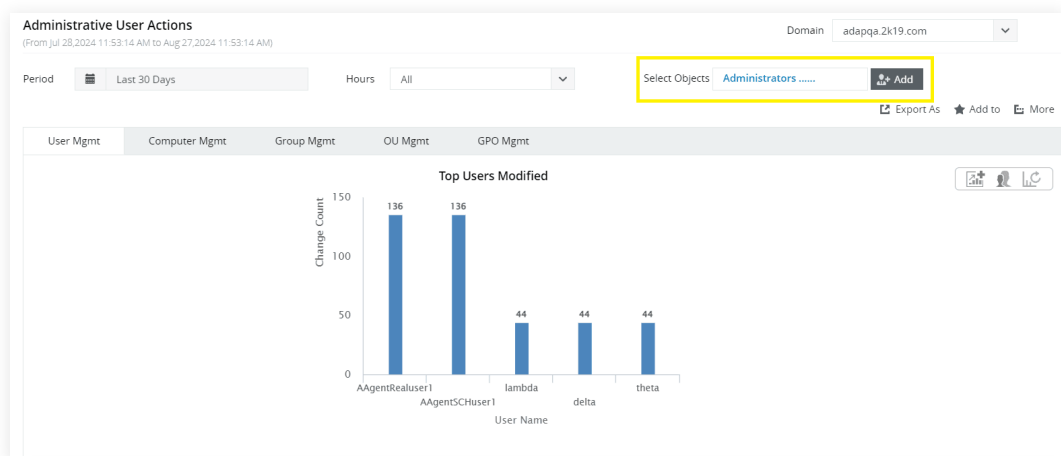 Administrative User Actions
(From Jul 28,2024 11:53:14 AM to Aug 27,2024 11:53:14 AM)
Domain adapqa.2k19.com
Period Last 30 Days Hours All Select Objects Administrators ...... Add
Export As Add to More
User Mgmt Computer Mgmt Group Mgmt OU Mgmt GPO Mgmt
Top Users Modified
Change Count
150
100
50
0
136 136 44 44 44
AAgentRealuser1 lambda theta
AAgentSCHuser1 delta
User Name